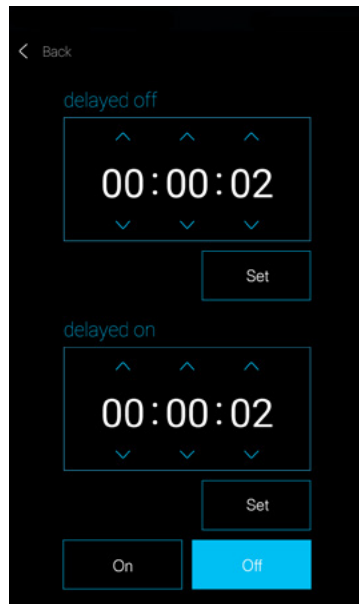 Back
delayed off
00:00:02
Set
delayed on
00:00:02
Set
On Off